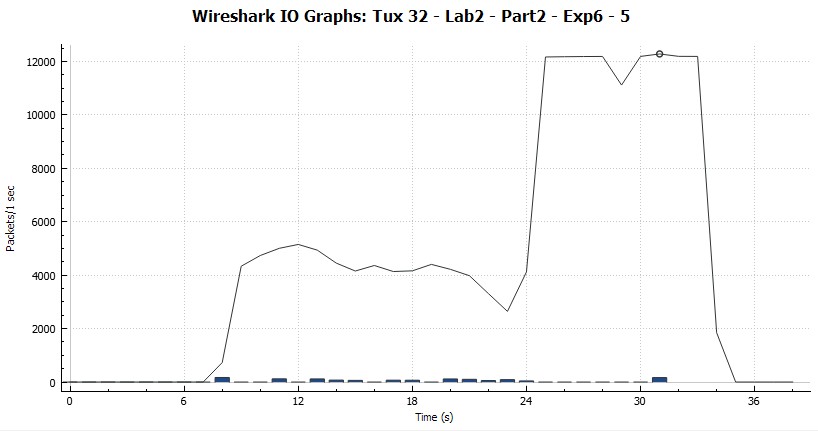 Wireshark IO Graphs: Tux 32 - Lab2 - Part2 - Exp6 - 5
12000
10000
8000
6000
4000
2000
0
Packets/1 sec
0 6 12 18 24 30 36
Time (s)